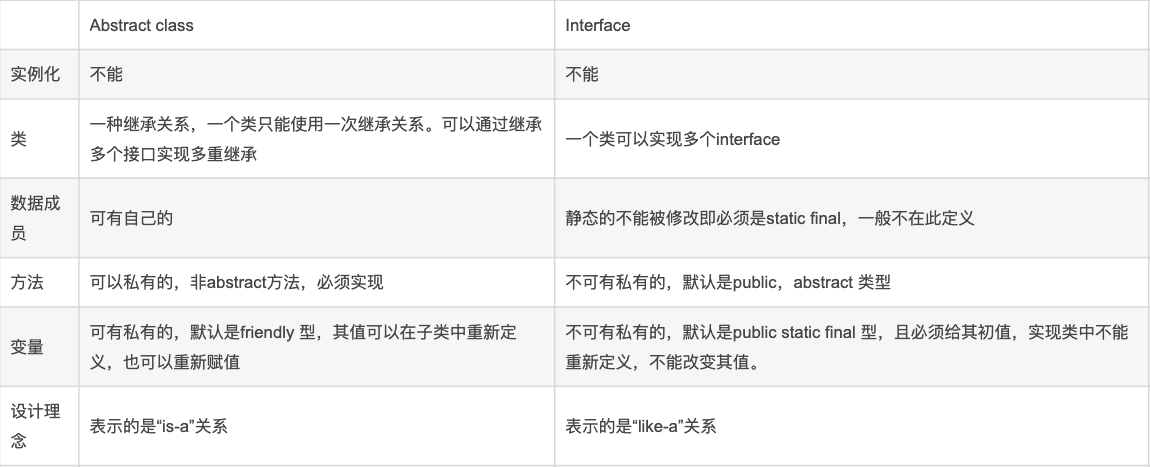 Abstract class
Interface
实例化
不能
不能
类
一种继承关系，一个类只能使用一次继承关系。可以通过继承
多个接口实现多重继承
一个类可以实现多个interface
数据成
员
可有自己的
静态的不能被修改即必须是static final，一般不在此定义
方法
可以私有的，非abstract方法，必须实现
不可有私有的，默认是public，abstract 类型
变量
可有私有的，默认是friendly 型，其值可以在子类中重新定
义，也可以重新赋值
不可有私有的，默认是public static final 型，且必须给其初值，实现类中不能
重新定义，不能改变其值。
设计理
念
表示的是“is-a”关系
表示的是“like-a”关系